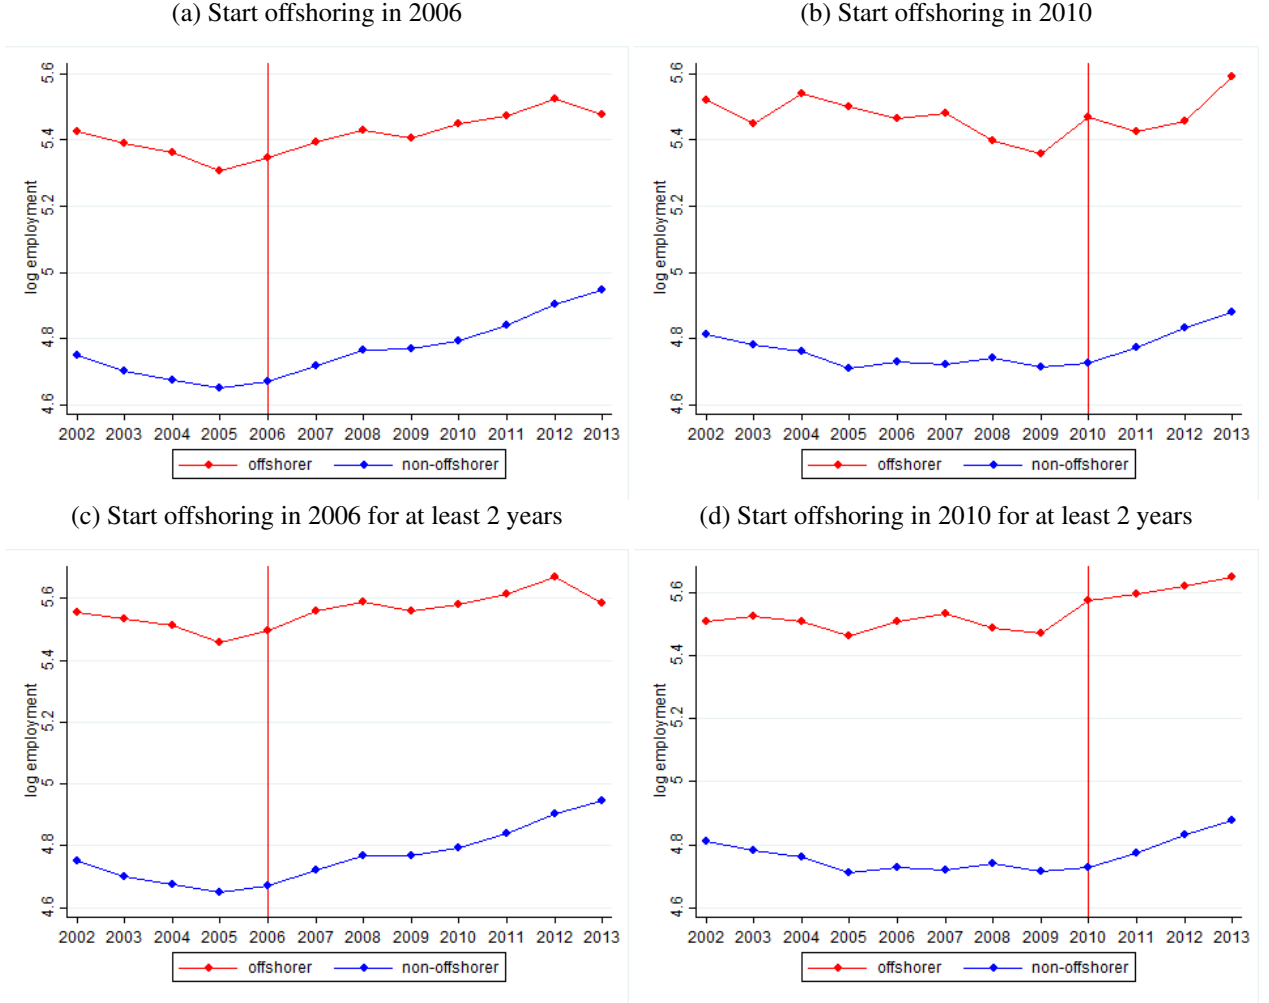 (a) Start offshoring in 2006
log employment
5.6
5.4
5.2
5
4.8
4.6
2002 2003 2004 2005 2006 2007 2008 2009 2010 2011 2012 2013
offshorer non-offshorer
(b) Start offshoring in 2010
log employment
5.6
5.4
5.2
5
4.8
4.6
2002 2003 2004 2005 2006 2007 2008 2009 2010 2011 2012 2013
offshorer non-offshorer
(c) Start offshoring in 2006 for at least 2 years
log employment
5.6
5.4
5.2
5
4.8
4.6
2002 2003 2004 2005 2006 2007 2008 2009 2010 2011 2012 2013
offshorer non-offshorer
(d) Start offshoring in 2010 for at least 2 years
log employment
5.6
5.4
5.2
5
4.8
4.6
2002 2003 2004 2005 2006 2007 2008 2009 2010 2011 2012 2013
offshorer non-offshorer